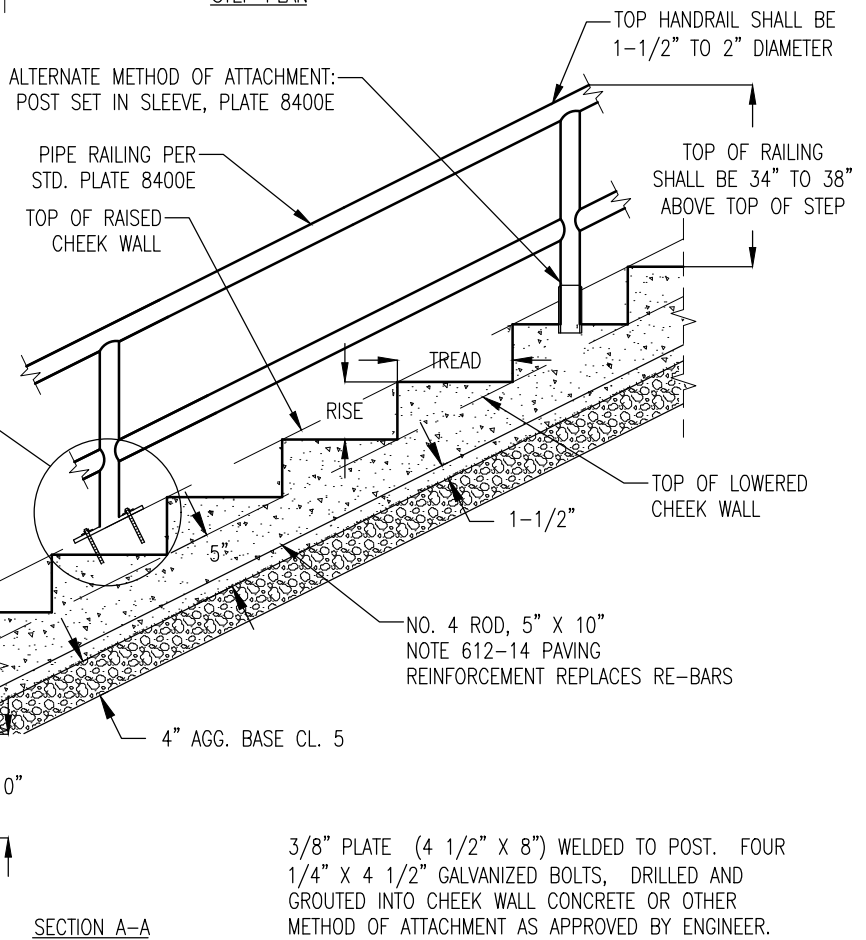 TOP HANDRAIL SHALL BE
1-1/2" TO 2" DIAMETER
ALTERNATE METHOD OF ATTACHMENT:
POST SET IN SLEEVE, PLATE 8400E
PIPE RAILING PER
STD. PLATE 8400E
TOP OF RAILING
SHALL BE 34" TO 38"
ABOVE TOP OF STEP
TOP OF RAISED
CHEEK WALL
TREAD
RISE
TOP OF LOWERED
CHEEK WALL
1-1/2"
5"
NO. 4 ROD, 5" X 10"
NOTE 612-14 PAVING
REINFORCEMENT REPLACES RE-BARS
4" AGG. BASE CL. 5
0"
3/8" PLATE (4 1/2" X 8") WELDED TO POST. FOUR
1/4" X 4 1/2" GALVANIZED BOLTS, DRILLED AND
GROUTED INTO CHEEK WALL CONCRETE OR OTHER
METHOD OF ATTACHMENT AS APPROVED BY ENGINEER.
SECTION A-A